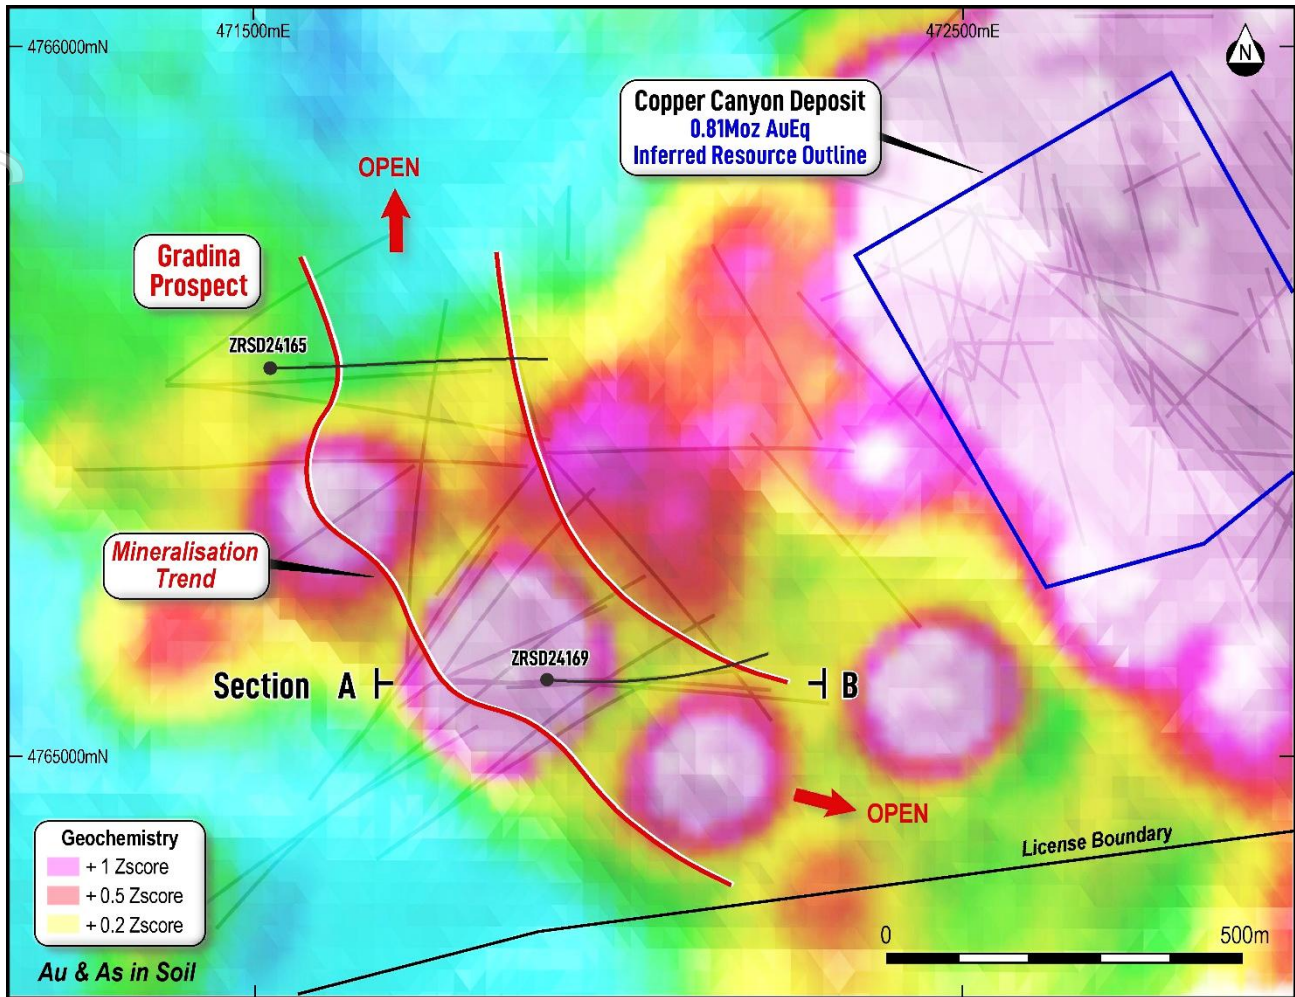 471500mE
472500mE
4766000mN
N
Copper Canyon Deposit
0.81Moz AuEq
Inferred Resource Outline
OPEN
Gradina
Prospect
ZRSD24165
Mineralisation
Trend
ZRSD24169
Section A
B
4765000mN
OPEN
License Boundary
Geochemistry
+ 1 Zscore
+ 0.5 Zscore
+ 0.2 Zscore
Au & As in Soil
0
500m